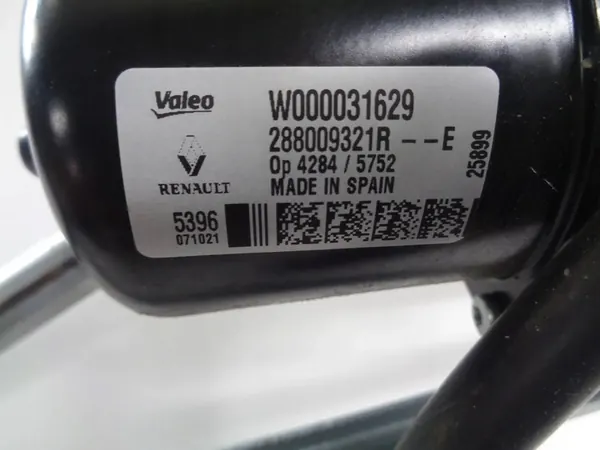 Valeo
W000031629
288009321R -- E
Op 4284 / 5752
RENAULT
MADE IN SPAIN
25899
5396
071021